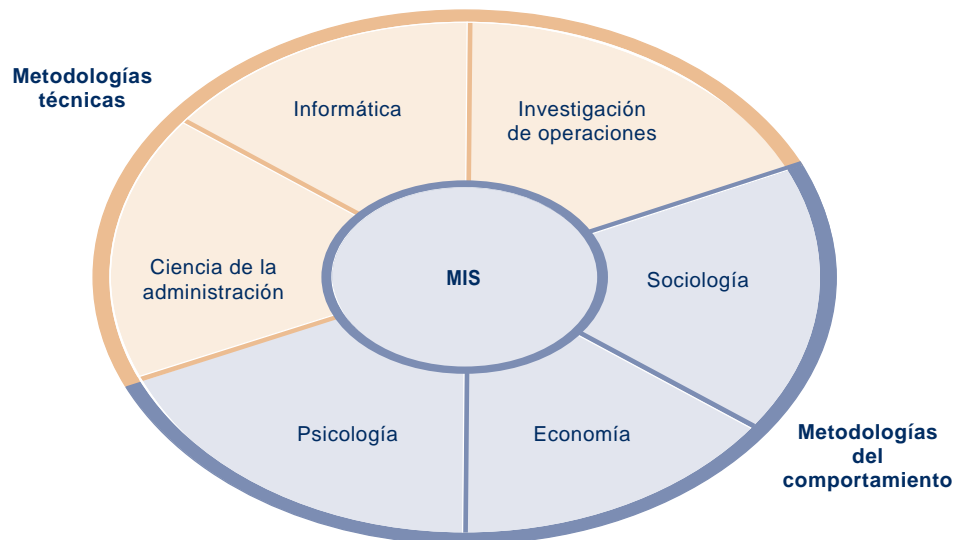 Metodologías
técnicas
Informática
Investigación
de operaciones
Ciencia de la
administración
MIS
Sociología
Psicología
Economía
Metodologías
del
comportamiento